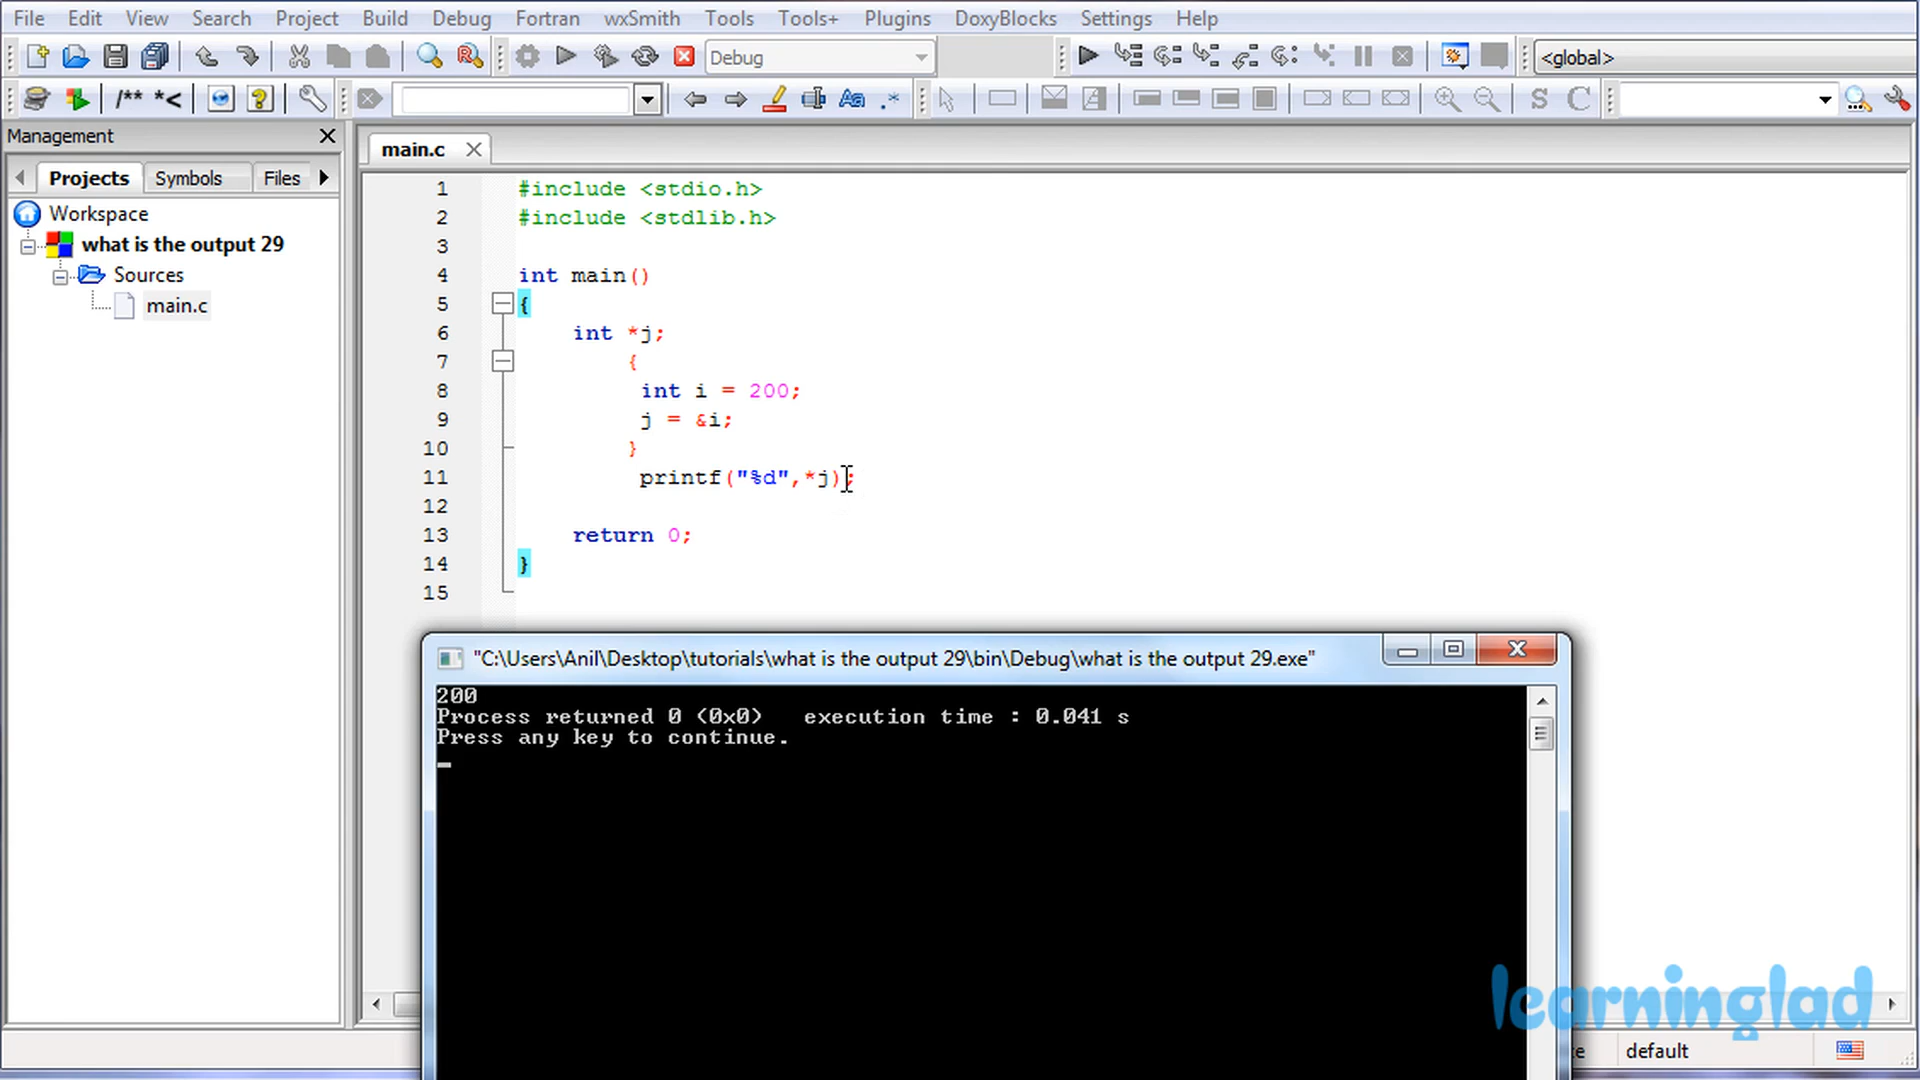 File Edit View Search Project Build Debug Fortran wxSmith Tools Tools+ Plugins DoxyBlocks Settings Help
Debug <global>
/** *< Aa .* S C
Management
Projects Symbols Files
Workspace
what is the output 29
Sources
main.c
main.c
1 #include <stdio.h>
2 #include <stdlib.h>
3
4 int main()
5 {
6 int *j;
7 {
8 int i = 200;
9 j = &i;
10 }
11 printf("%d",*j);
12
13 return 0;
14 }
15
"C:\Users\Anil\Desktop\tutorials\what is the output 29\bin\Debug\what is the output 29.exe"
200
Process returned 0 (0x0) execution time : 0.041 s
Press any key to continue.
learninglad
default